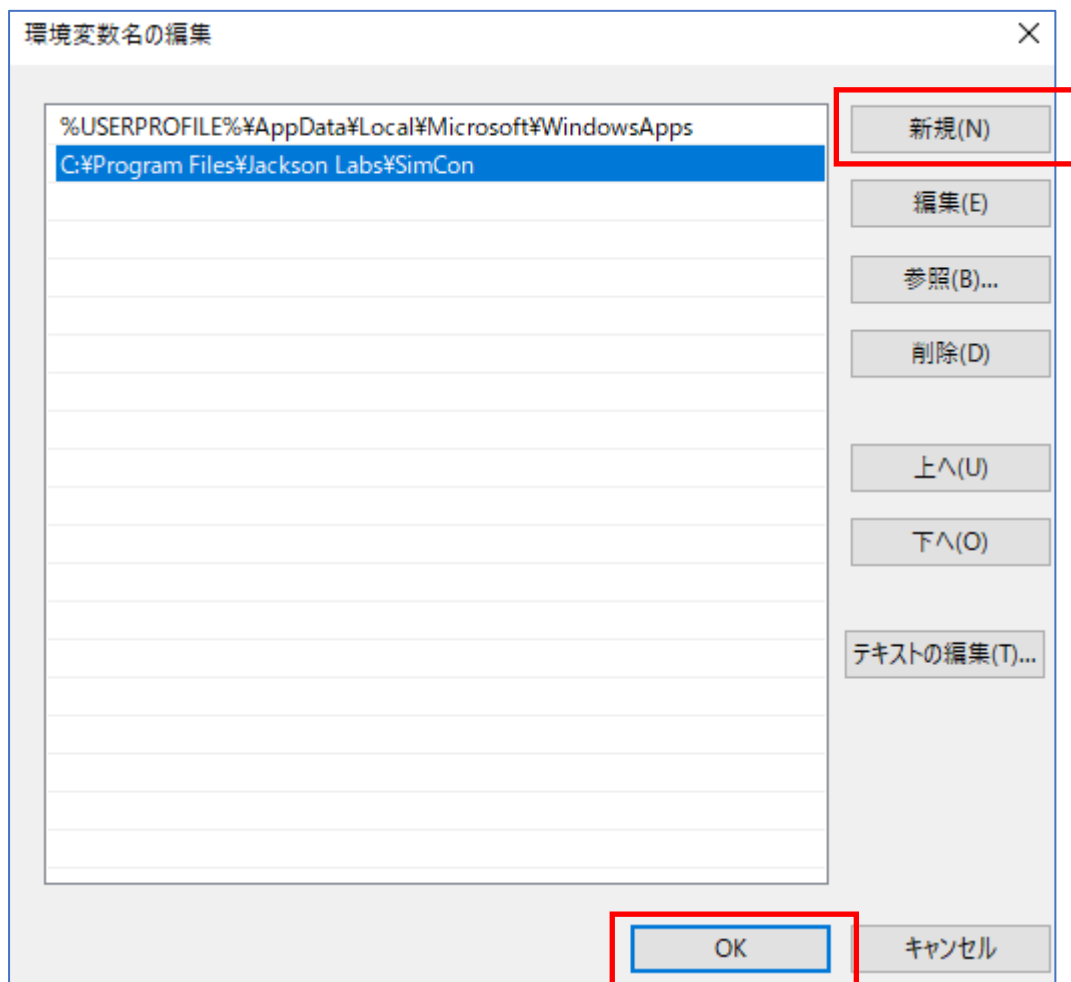 環境変数名の編集
%USERPROFILE%¥AppData¥Local¥Microsoft¥WindowsApps
C:¥Program Files¥Jackson Labs¥SimCon
新規(N)
編集(E)
参照(B)...
削除(D)
上へ(U)
下へ(O)
テキストの編集(T)...
OK
キャンセル